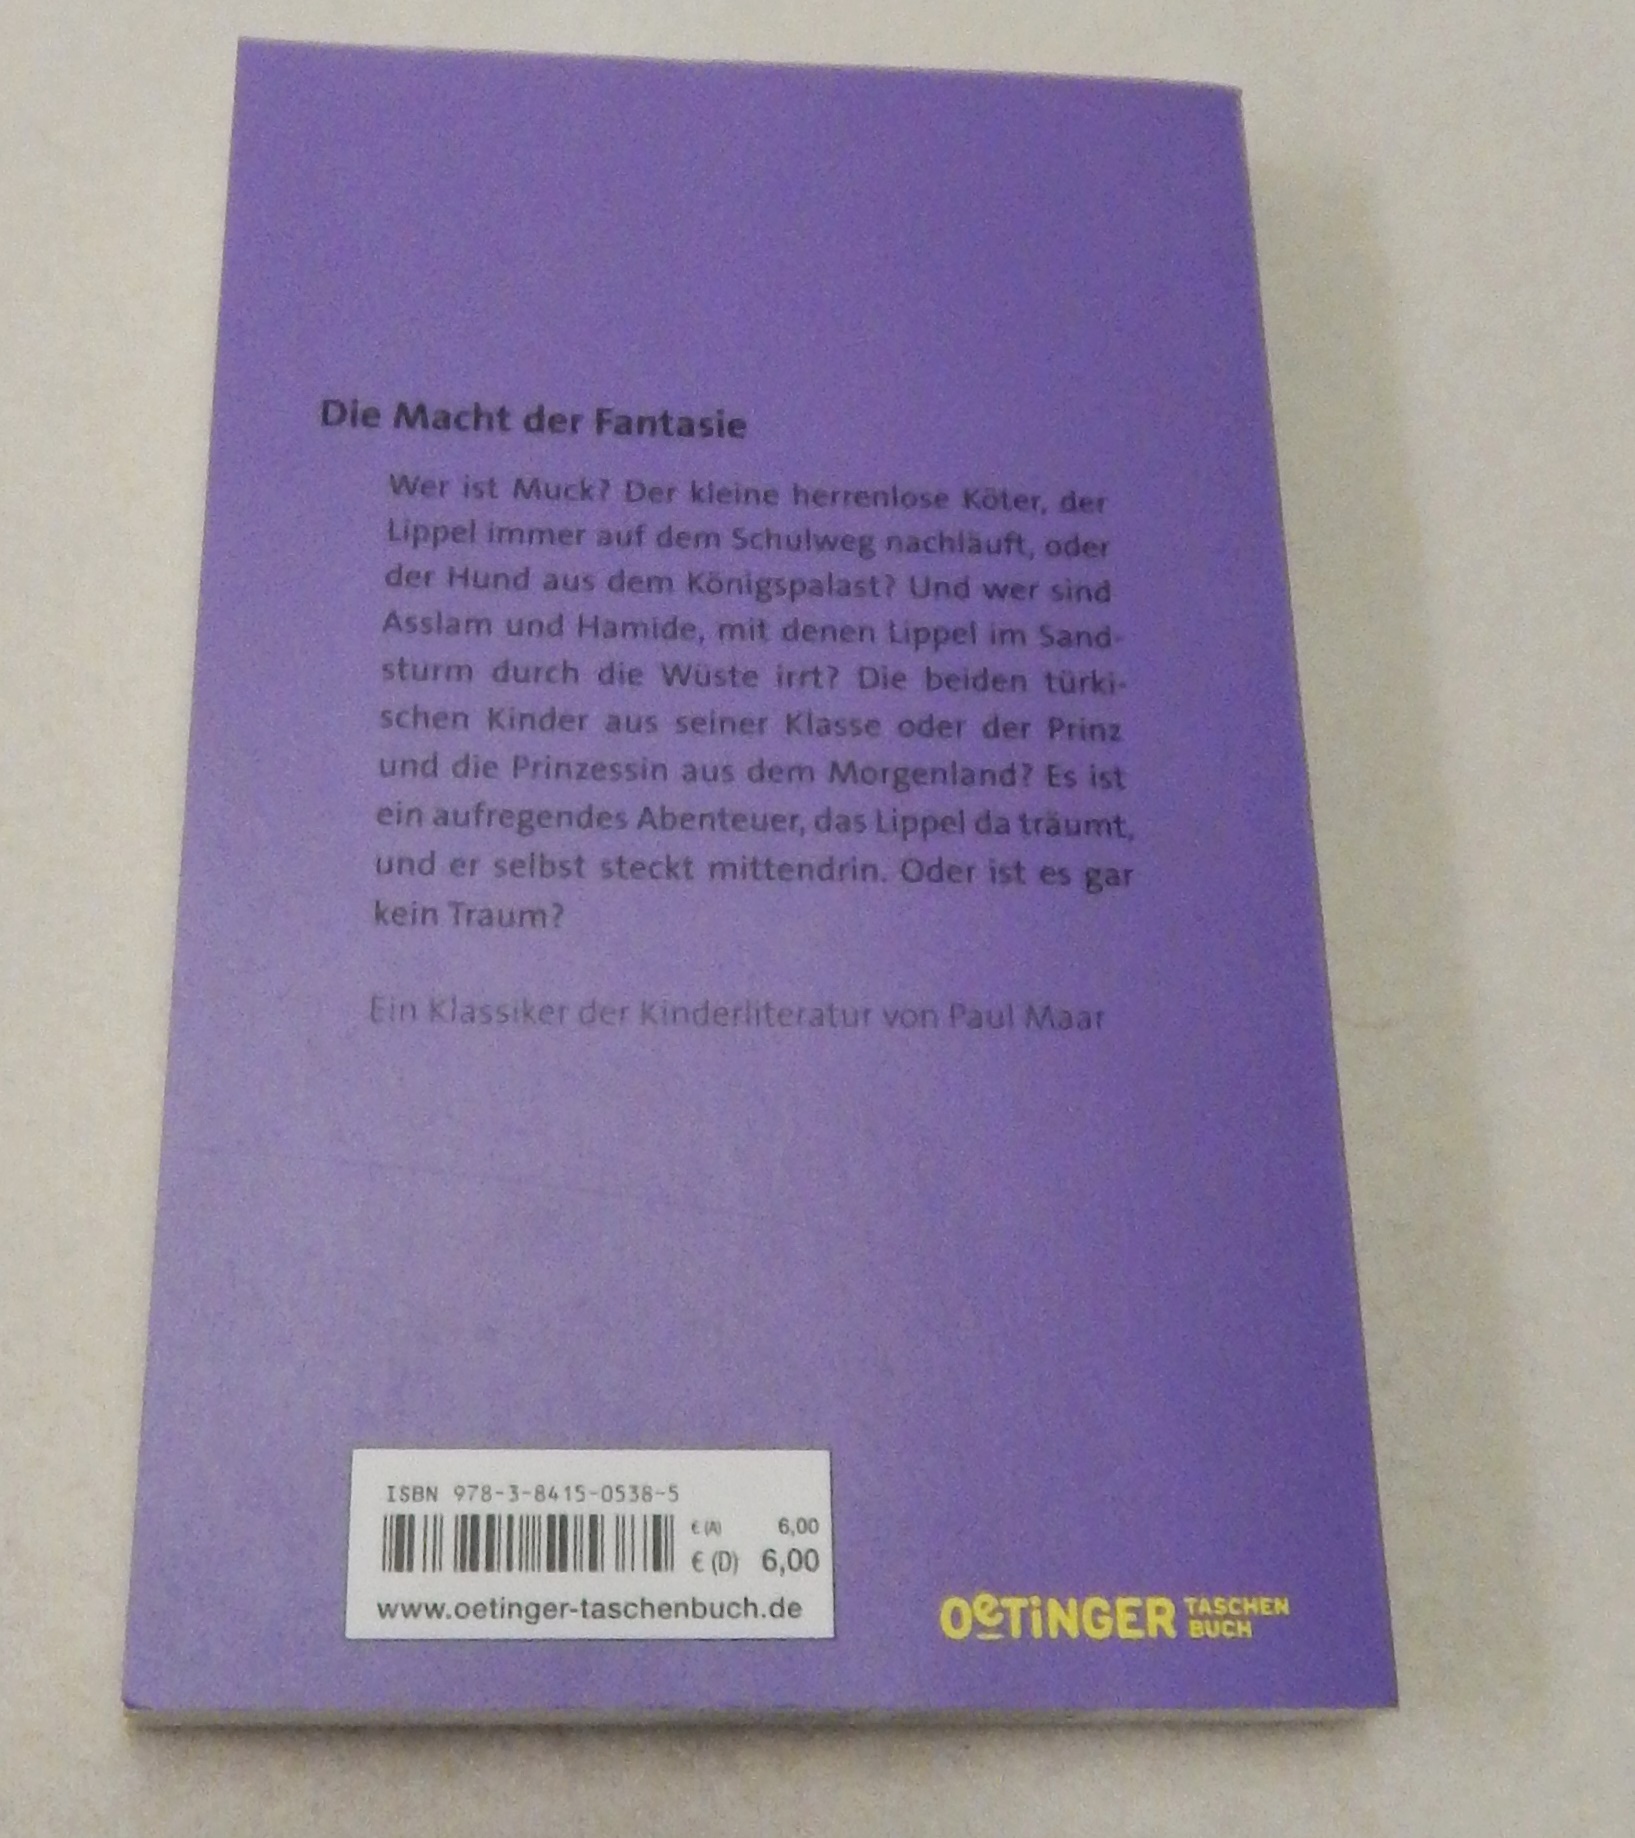 Die Macht der Fantasie
Wer ist Muck? Der kleine herrenlose Köter, der
Lippel immer auf dem Schulweg nachläuft, oder
der Hund aus dem Königspalast? Und wer sind
Asslam und Hamide, mit denen Lippel im Sand-
sturm durch die Wüste irrt? Die beiden türki-
schen Kinder aus seiner Klasse oder der Prinz
und die Prinzessin aus dem Morgenland? Es ist
ein aufregendes Abenteuer, das Lippel da träumt,
und er selbst steckt mittendrin. Oder ist es gar
kein Traum?
Ein Klassiker der Kinderliteratur von Paul Maar
ISBN 978-3-8415-0538-5
€ (A) 6,00
€ (D) 6,00
www.oetinger-taschenbuch.de
OeTiNGER TASCHEN
BUCH